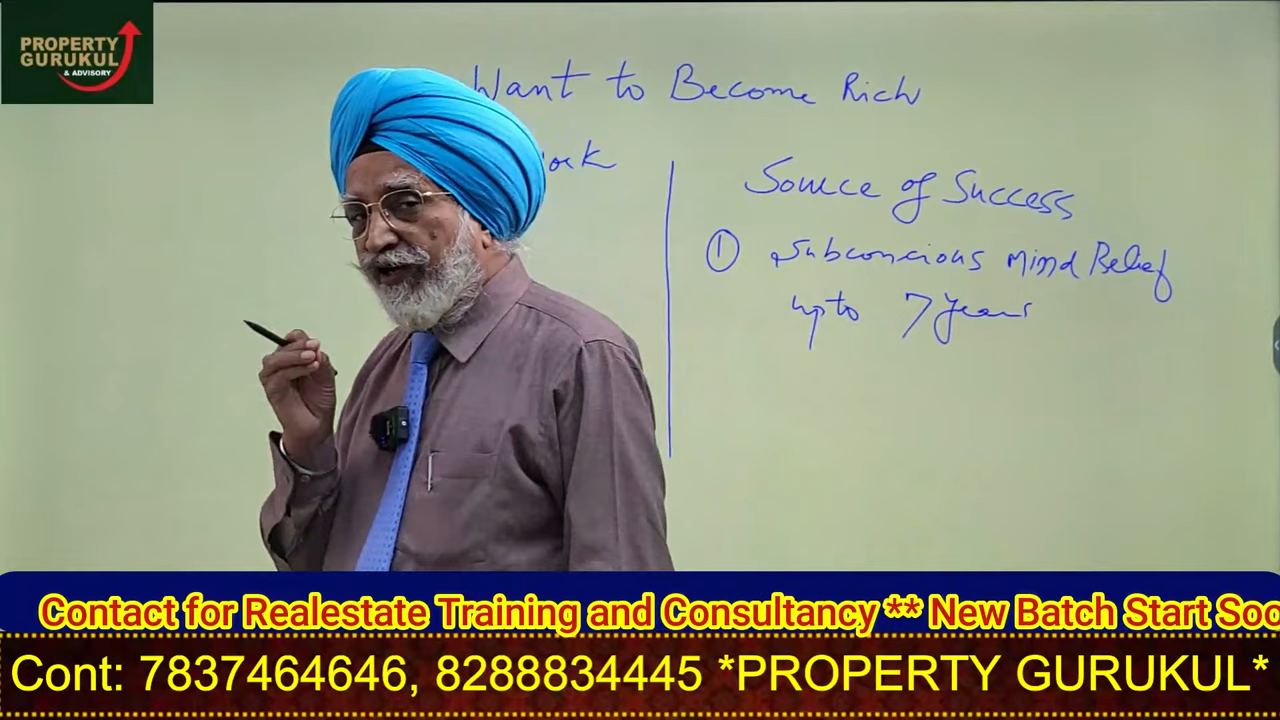 PROPERTY
GURUKUL
& ADVISORY
Want to Become Rich
Source of Success
① Subconcious Mind Belief
upto 7 years
Contact for Realestate Training and Consultancy ** New Batch Start Soo
Cont: 7837464646, 8288834445 *PROPERTY GURUKUL*